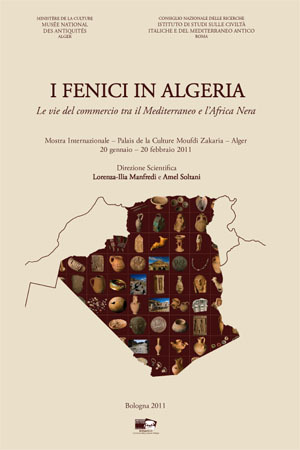 MINISTÈRE DE LA CULTURE
MUSÉE NATIONAL
DES ANTIQUITÉS
ALGER
CONSIGLIO NAZIONALE DELLE RICERCHE
ISTITUTO DI STUDI SULLE CIVILTÀ
ITALICHE E DEL MEDITERRANEO ANTICO
ROMA
I FENICI IN ALGERIA
Le vie del commercio tra il Mediterraneo e l'Africa Nera
Mostra Internazionale – Palais de la Culture Moufdi Zakaria – Alger
20 gennaio – 20 febbraio 2011
Direzione Scientifica
Lorenza-Ilia Manfredi e Amel Soltani
Bologna 2011